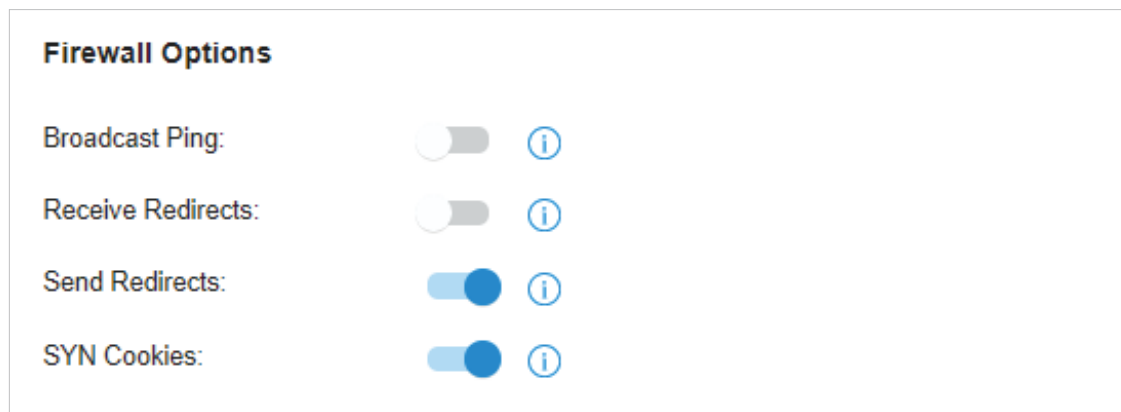 Firewall Options
Broadcast Ping:
Receive Redirects:
Send Redirects:
SYN Cookies: